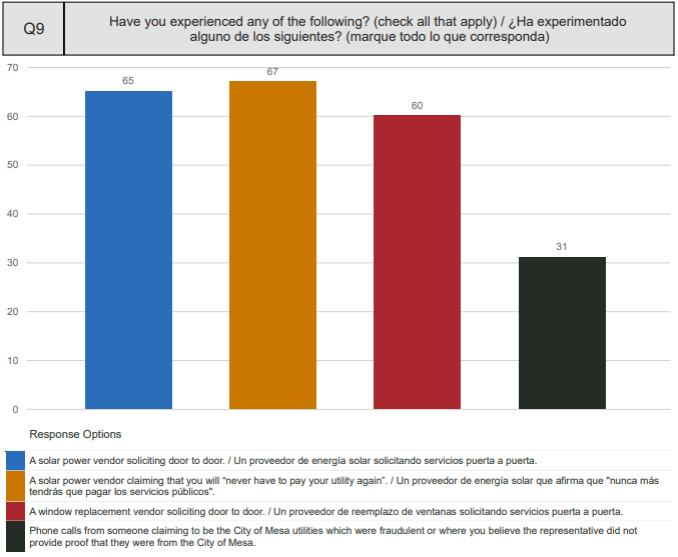 Q9
Have you experienced any of the following? (check all that apply) / ¿Ha experimentado
alguno de los siguientes? (marque todo lo que corresponda)
70
60
50
40
30
20
10
0
65
67
60
31
Response Options
A solar power vendor soliciting door to door. / Un proveedor de energía solar solicitando servicios puerta a puerta.
A solar power vendor claiming that you will “never have to pay your utility again”. / Un proveedor de energía solar que afirma que "nunca más
tendrás que pagar los servicios públicos".
A window replacement vendor soliciting door to door. / Un proveedor de reemplazo de ventanas solicitando servicios puerta a puerta.
Phone calls from someone claiming to be the City of Mesa utilities which were fraudulent or where you believe the representative did not
provide proof that they were from the City of Mesa.